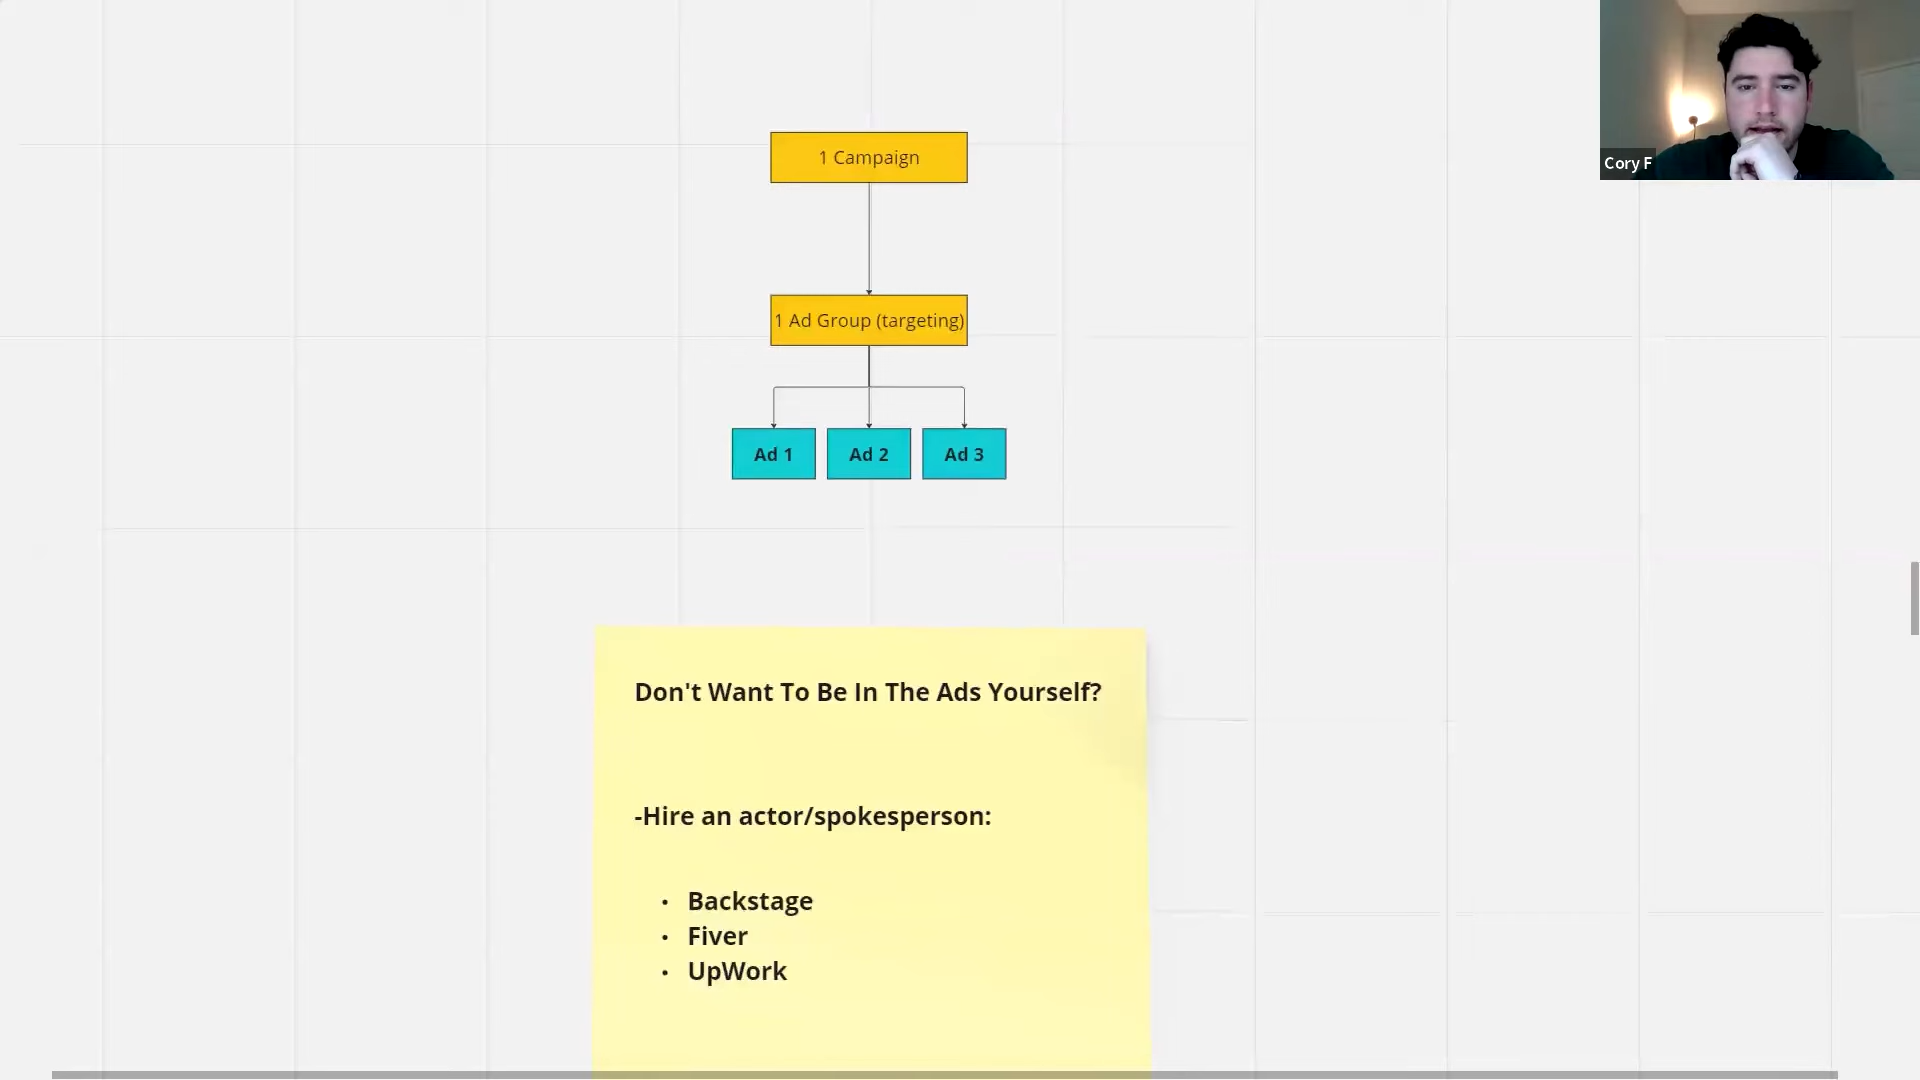 1 Campaign
Cory F
1 Ad Group (targeting)
Ad 1
Ad 2
Ad 3
Don't Want To Be In The Ads Yourself?
-Hire an actor/spokesperson:
• Backstage
• Fiver
• UpWork